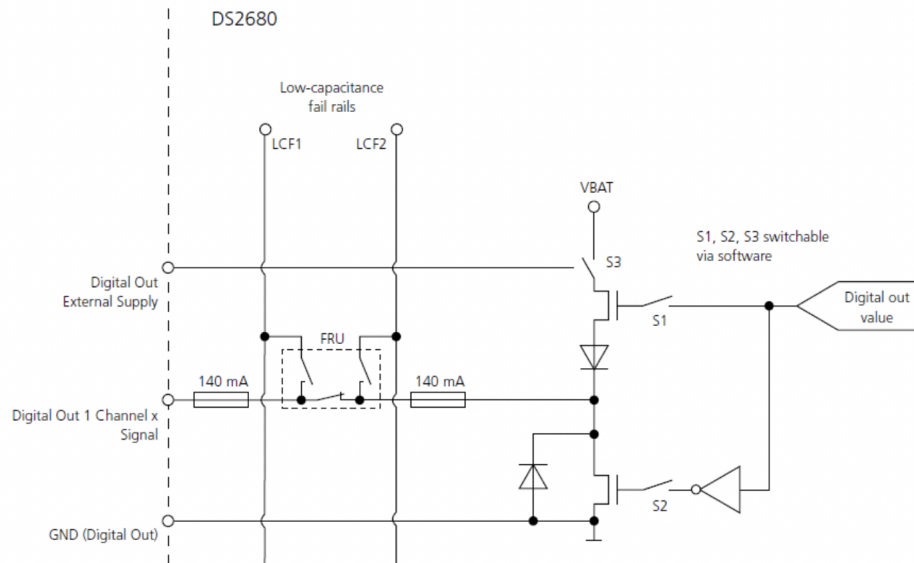 DS2680
Low-capacitance
fail rails
LCF1
LCF2
VBAT
S1, S2, S3 switchable
via software
S3
Digital Out
External Supply
Digital out
value
S1
FRU
140 mA
140 mA
Digital Out 1 Channel x
Signal
S2
GND (Digital Out)